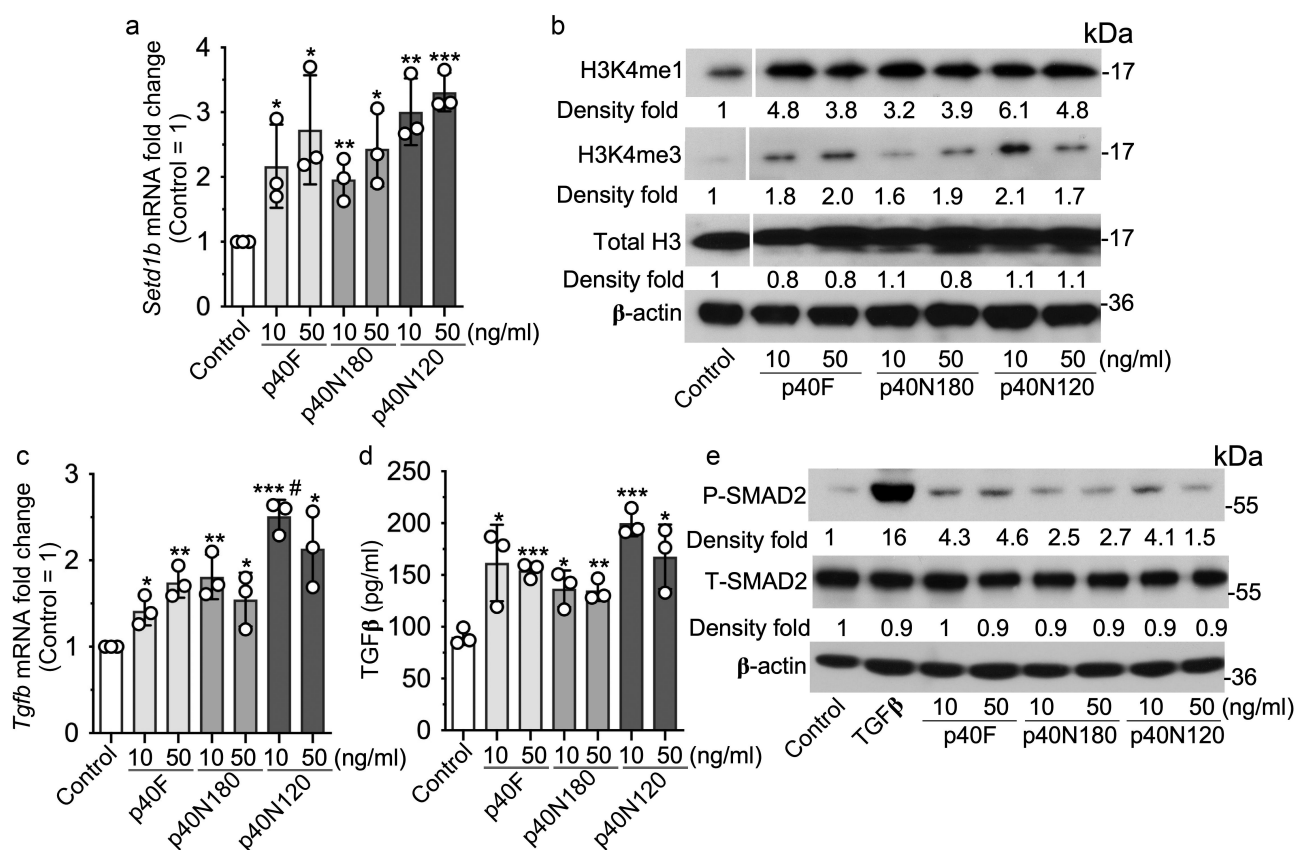 a
Setd1b mRNA fold change
(Control = 1)
4
3
2
1
0
* * ** * ** ***
Control
10 50 10 50 10 50 (ng/ml)
p40F p40N180 p40N120
b
kDa
H3K4me1 -17
Density fold 1 4.8 3.8 3.2 3.9 6.1 4.8
H3K4me3 -17
Density fold 1 1.8 2.0 1.6 1.9 2.1 1.7
Total H3 -17
Density fold 1 0.8 0.8 1.1 0.8 1.1 1.1
β-actin -36
Control 10 50 10 50 10 50 (ng/ml)
p40F p40N180 p40N120
c
Tgfb mRNA fold change
(Control = 1)
3
2
1
0
* ** ** * *** # *
Control
10 50 10 50 10 50 (ng/ml)
p40F p40N180 p40N120
d
TGFβ (pg/ml)
250
200
150
100
50
0
* *** * ** *** *
Control
10 50 10 50 10 50 (ng/ml)
p40F p40N180 p40N120
e
kDa
P-SMAD2 -55
Density fold 1 16 4.3 4.6 2.5 2.7 4.1 1.5
T-SMAD2 -55
Density fold 1 0.9 1 0.9 0.9 0.9 0.9 0.9
β-actin -36
Control TGFβ 10 50 10 50 10 50 (ng/ml)
p40F p40N180 p40N120